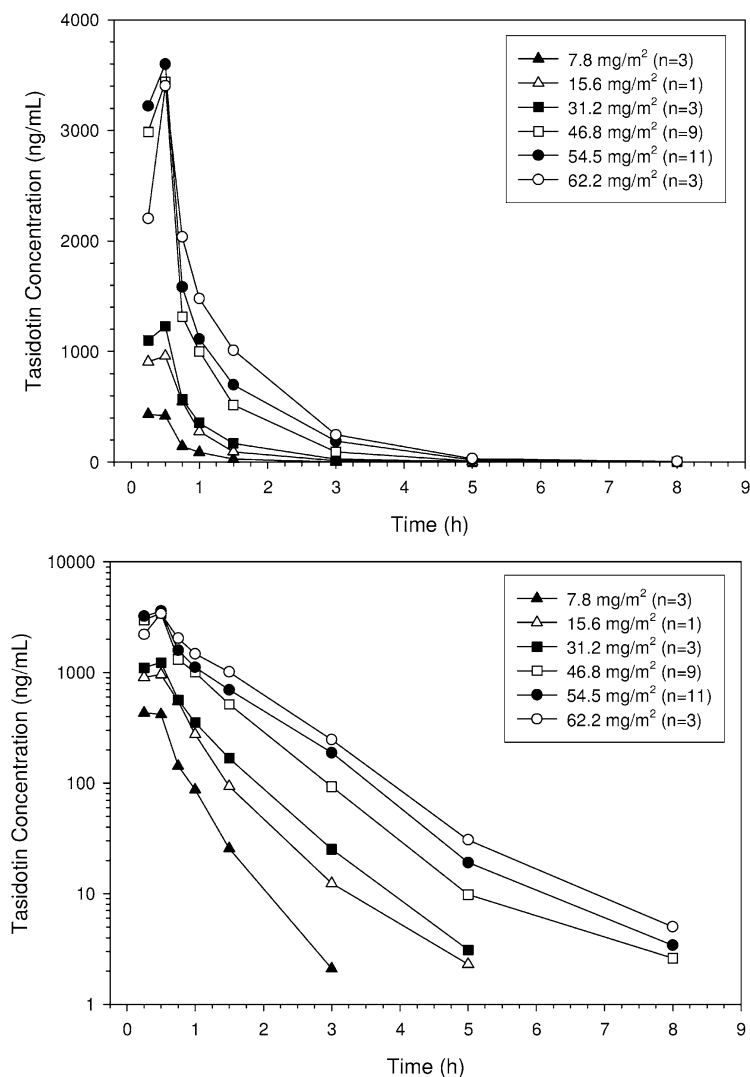 Tasidotin Concentration (ng/mL)
4000
3000
2000
1000
0
7.8 mg/m² (n=3)
15.6 mg/m² (n=1)
31.2 mg/m² (n=3)
46.8 mg/m² (n=9)
54.5 mg/m² (n=11)
62.2 mg/m² (n=3)
0 1 2 3 4 5 6 7 8 9
Time (h)
Tasidotin Concentration (ng/mL)
10000
1000
100
10
1
7.8 mg/m² (n=3)
15.6 mg/m² (n=1)
31.2 mg/m² (n=3)
46.8 mg/m² (n=9)
54.5 mg/m² (n=11)
62.2 mg/m² (n=3)
0 1 2 3 4 5 6 7 8 9
Time (h)